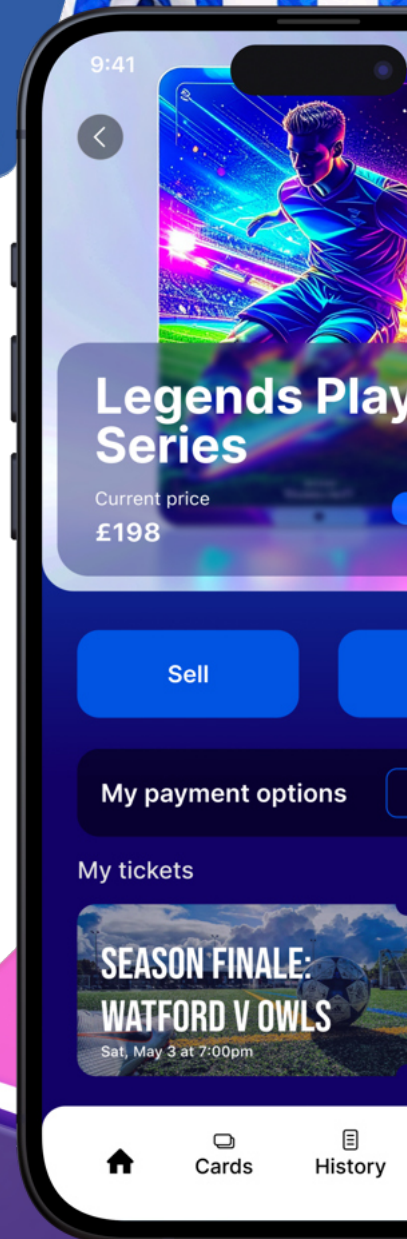 9:41
Legends Play
Series
Current price
£198
Sell
My payment options
My tickets
SEASON FINALE:
WATFORD V OWLS
Sat, May 3 at 7:00pm
Cards
History